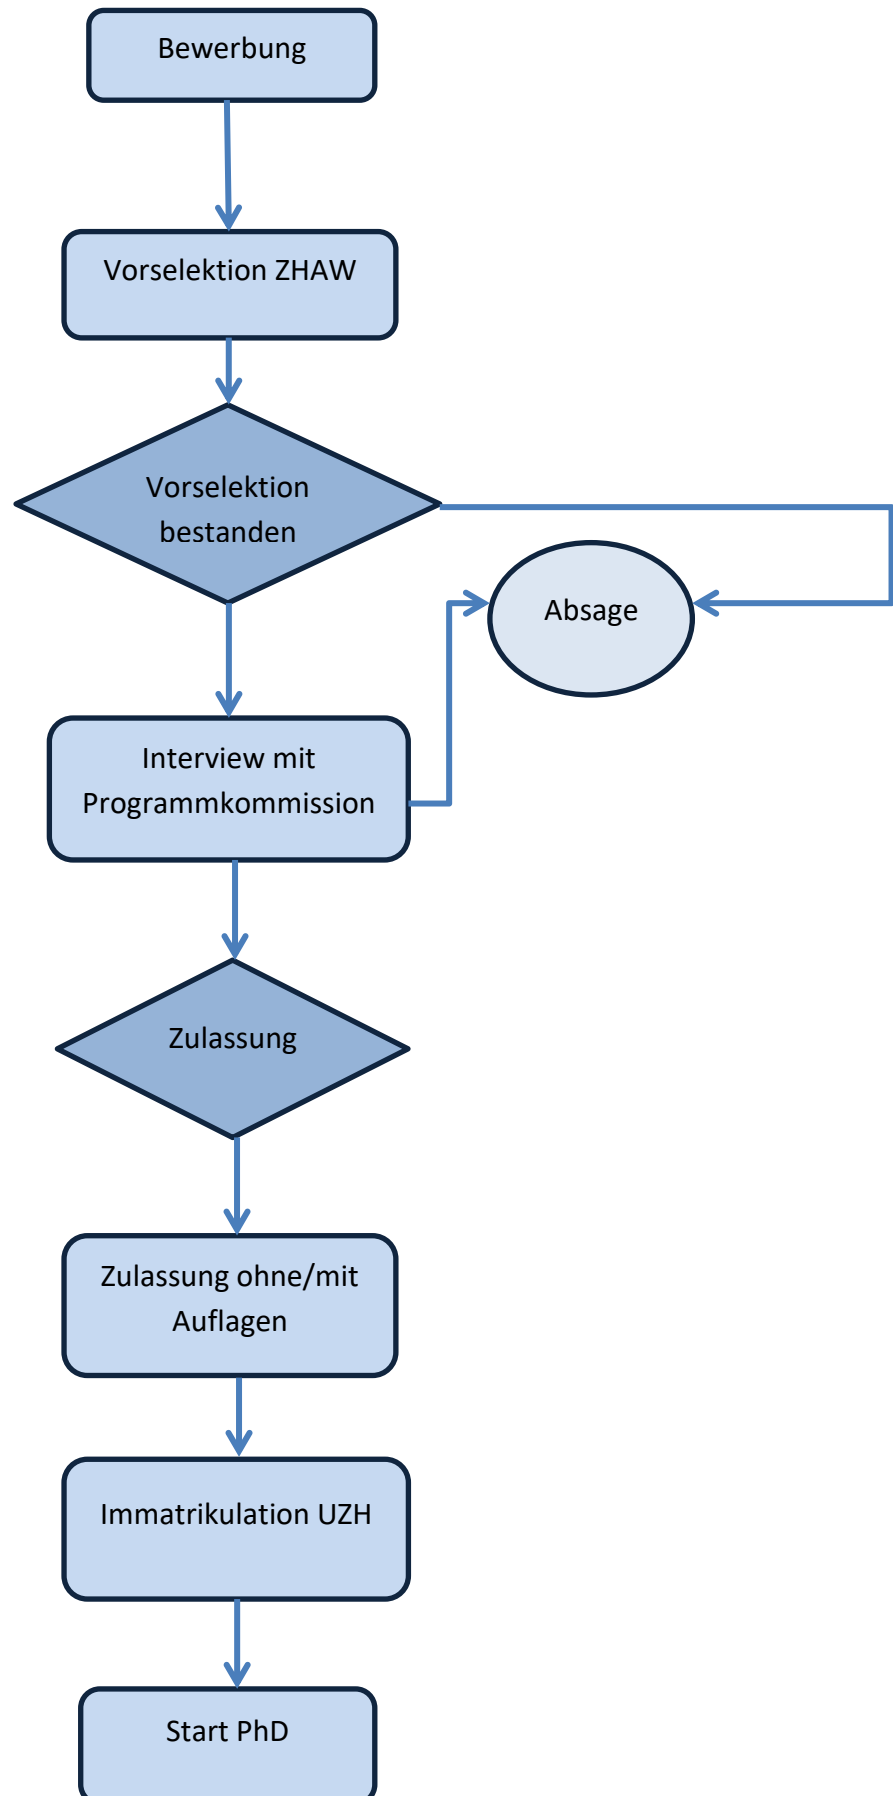 Bewerbung
Vorselektion ZHAW
Vorselektion
bestanden
Absage
Interview mit
Programmkommission
Zulassung
Zulassung ohne/mit
Auflagen
Immatrikulation UZH
Start PhD